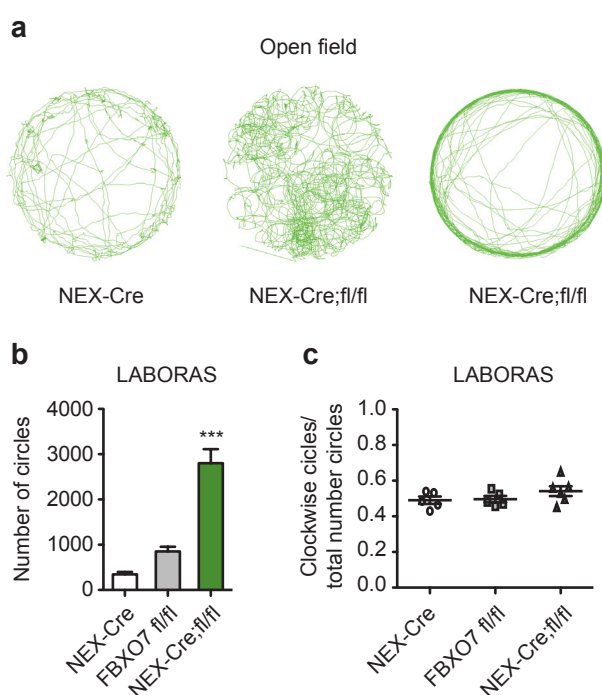 a
Open field
NEX-Cre NEX-Cre;fl/fl NEX-Cre;fl/fl
b
LABORAS
Number of circles
4000
3000
2000
1000
0
***
NEX-Cre
FBXO7 fl/fl
NEX-Cre;fl/fl
c
LABORAS
Clockwise cicles/
total number circles
1.0
0.8
0.6
0.4
0.2
0.0
NEX-Cre
FBXO7 fl/fl
NEX-Cre;fl/fl